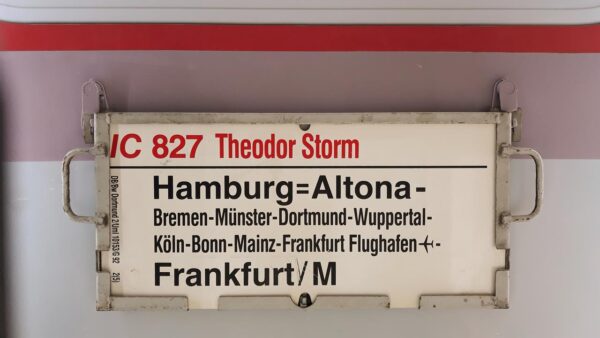 IC 827 Theodor Storm
Hamburg=Altona-
Bremen-Münster-Dortmund-Wuppertal-
Köln-Bonn-Mainz-Frankfurt Flughafen✈-
Frankfurt/M